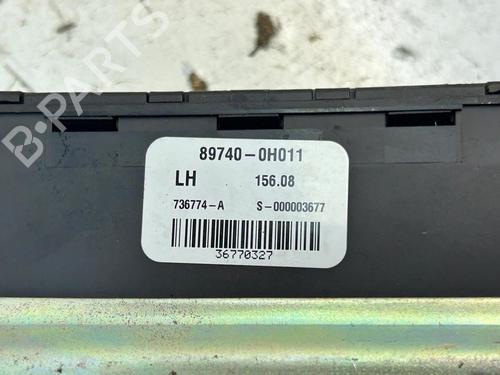 B-PARTS
89740-0H011
LH 156.08
736774-A S-000003677
36770327